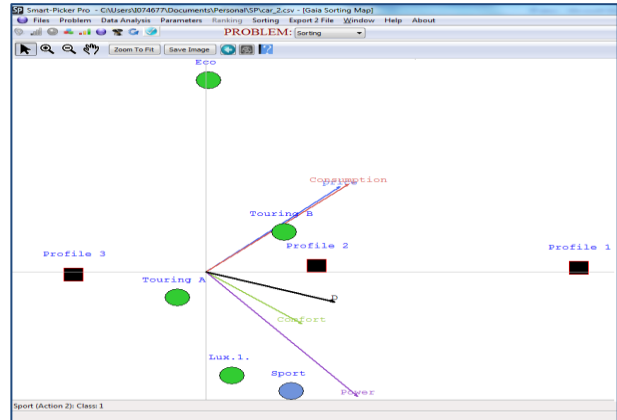 Smart-Picker Pro - C:\Users\I074677\Documents\Personal\SP\car_2.csv - [Gaia Sorting Map]
Files Problem Data Analysis Parameters Ranking Sorting Export 2 File Window Help About
PROBLEM: Sorting
Zoom To Fit Save Image
Eco
Consumption
price
Touring B
Profile 3 Profile 2 Profile 1
Touring A
D
Comfort
Lux.1.
Sport
Power
Sport (Action 2): Class: 1